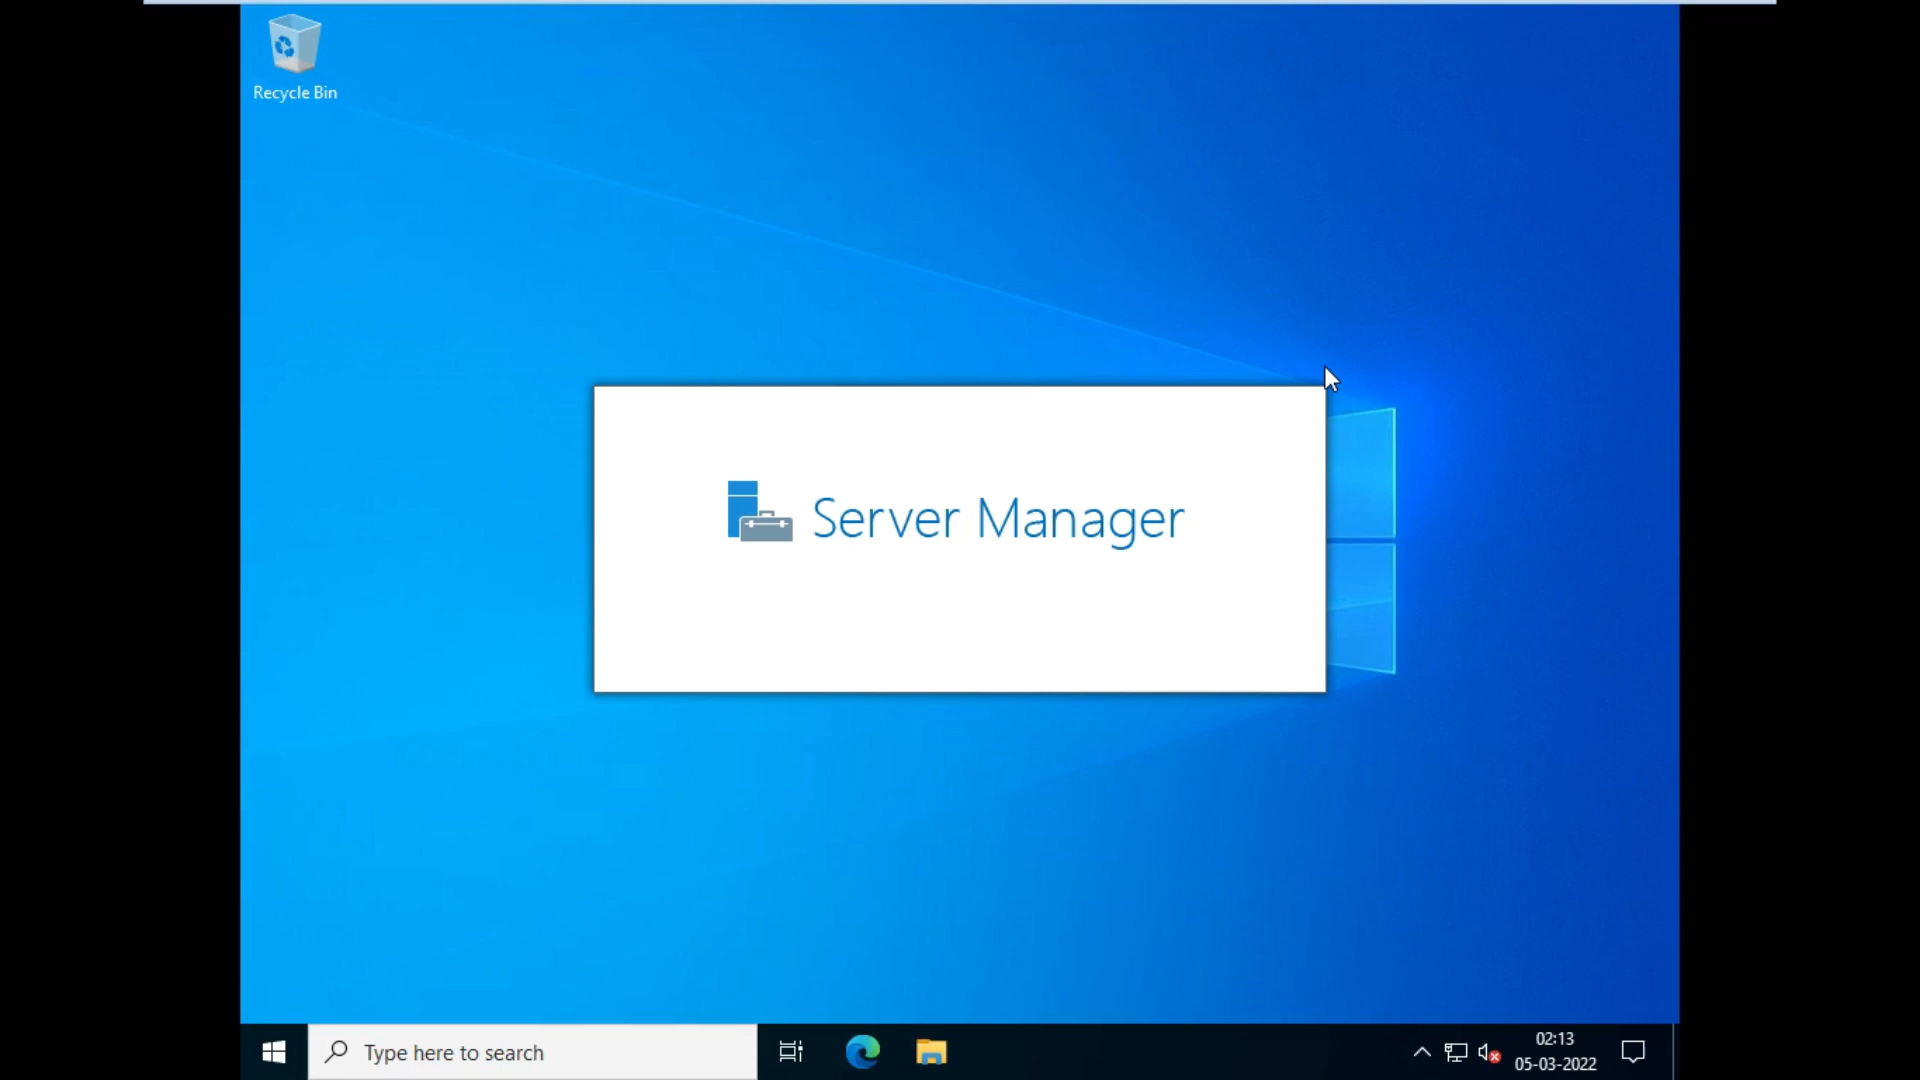 Recycle Bin
Server Manager
Type here to search
02:13
05-03-2022